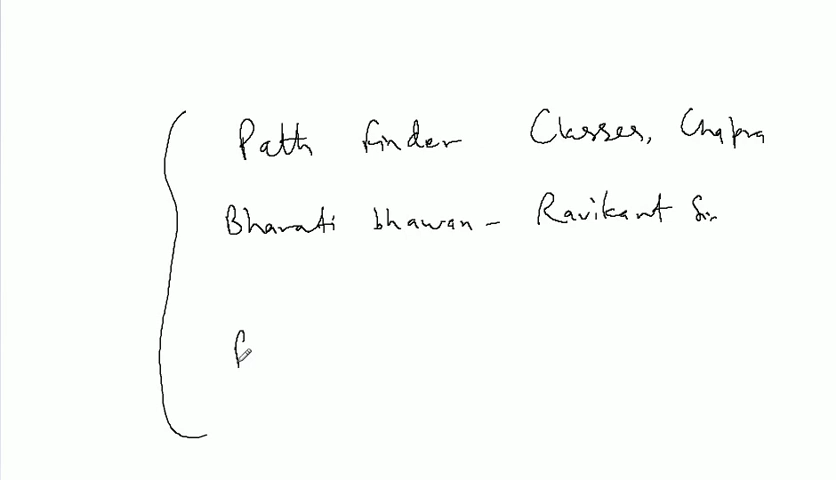 Path finder Classes, Chapra
Bharati bhawan - Ravikant Sir